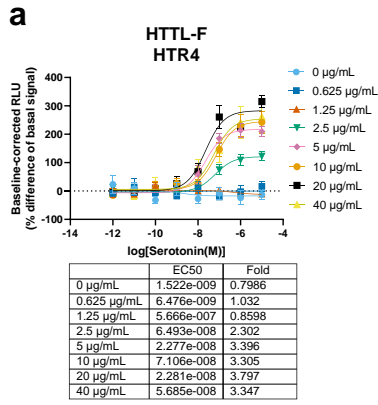 a
HTTL-F
HTR4
Baseline-corrected RLU
(% difference of basal signal)
400
300
200
100
0
-100
-14 -12 -10 -8 -6 -4
log[Serotonin(M)]
0 µg/mL
0.625 µg/mL
1.25 µg/mL
2.5 µg/mL
5 µg/mL
10 µg/mL
20 µg/mL
40 µg/mL
EC50 Fold
0 µg/mL 1.522e-009 0.7986
0.625 µg/mL 6.476e-009 1.032
1.25 µg/mL 5.666e-007 0.8598
2.5 µg/mL 6.493e-008 2.302
5 µg/mL 2.277e-008 3.396
10 µg/mL 7.106e-008 3.305
20 µg/mL 2.281e-008 3.797
40 µg/mL 5.685e-008 3.347